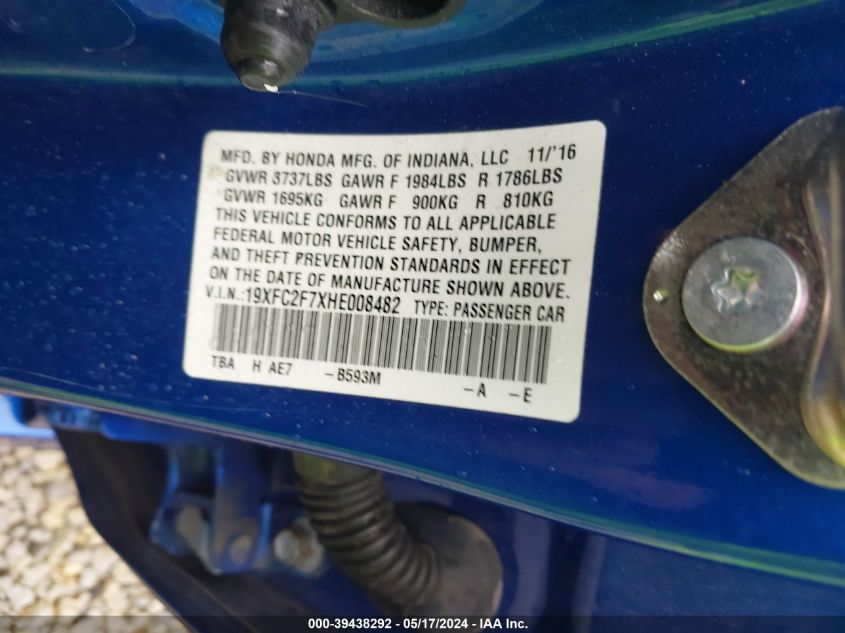 MFD. BY HONDA MFG. OF INDIANA, LLC 11/'16
GVWR 3737LBS GAWR F 1984LBS R 1786LBS
GVWR 1695KG GAWR F 900KG R 810KG
THIS VEHICLE CONFORMS TO ALL APPLICABLE
FEDERAL MOTOR VEHICLE SAFETY, BUMPER,
AND THEFT PREVENTION STANDARDS IN EFFECT
ON THE DATE OF MANUFACTURE SHOWN ABOVE.
V.I.N.:19XFC2F7XHE008482 TYPE: PASSENGER CAR
TBA H AE7 -B593M -A -E
000-39438292 - 05/17/2024 - IAA Inc.